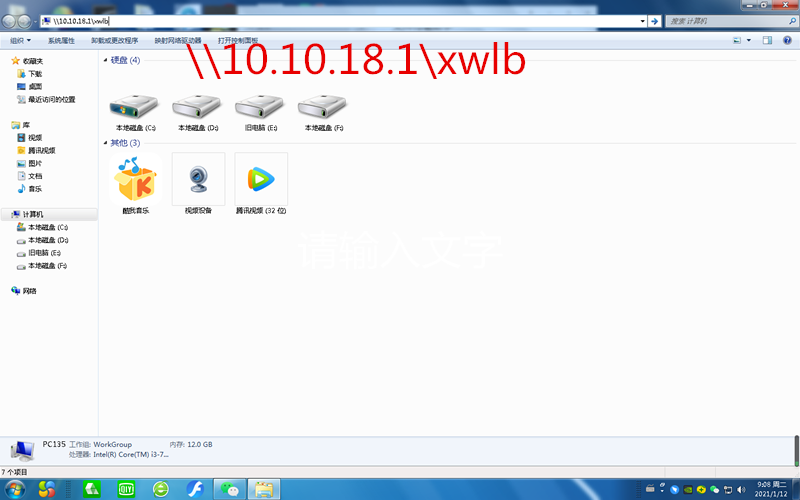 \\10.10.18.1\xwlb
搜索 计算机
组织 系统属性 卸载或更改程序 映射网络驱动器 打开控制面板
\\10.10.18.1\xwlb
收藏夹
下载
桌面
最近访问的位置
库
视频
腾讯视频
图片
文档
音乐
计算机
本地磁盘 (C:)
本地磁盘 (D:)
旧电脑 (E:)
本地磁盘 (F:)
网络
硬盘 (4)
本地磁盘 (C:) 本地磁盘 (D:) 旧电脑 (E:) 本地磁盘 (F:)
其他 (3)
酷我音乐 视频设备 腾讯视频 (32 位)
请输入文字
PC135 工作组: WorkGroup 内存: 12.0 GB
处理器: Intel(R) Core(TM) i3-7...
7 个项目
QIY
9:08 周二
2021/1/12